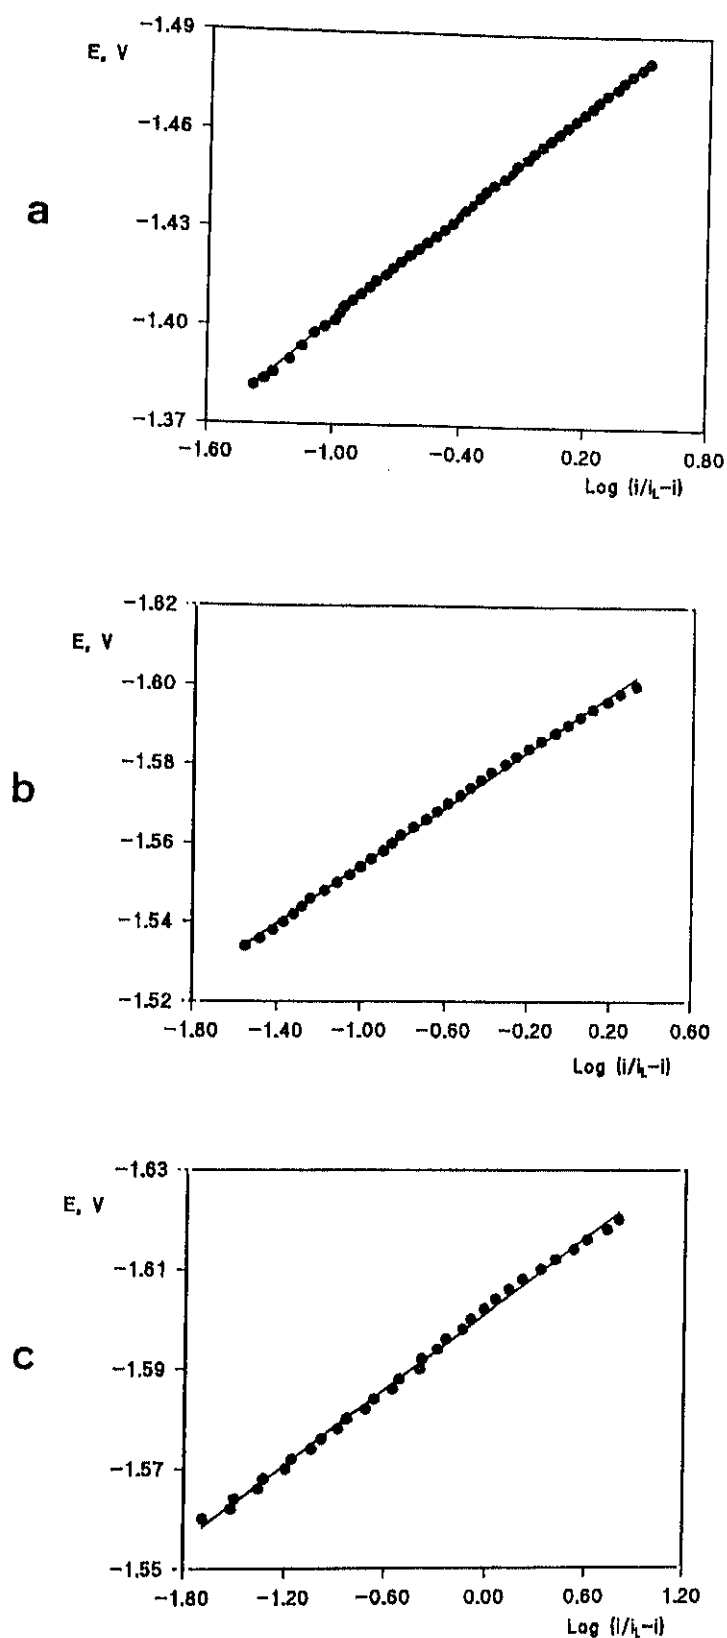 −1.49
E, V
−1.46
a
−1.43
−1.40
−1.37
−1.60 −1.00 −0.40 0.20 0.80
Log (i/iL−i)
−1.62
E, V
−1.60
−1.58
b
−1.56
−1.54
−1.52
−1.80 −1.40 −1.00 −0.60 −0.20 0.20 0.60
Log (i/iL−i)
−1.63
E, V
−1.61
c
−1.59
−1.57
−1.55
−1.80 −1.20 −0.60 0.00 0.60 1.20
Log (i/iL−i)